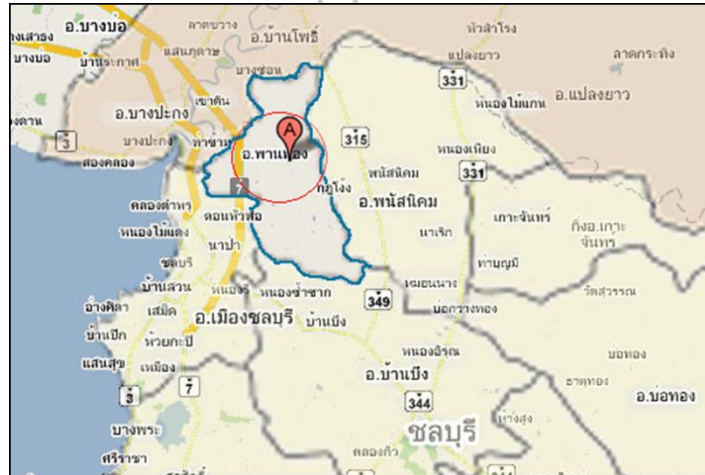 อ.บางบ่อ
ลาดขวาง
อ.บ้านโพธิ์
หัวสำโรง
บางเสาธง
แสนภูดาษ
แปลงยาว
ลาดกระทิง
บางบ่อ
บ้านระกาศ
บางซ่อน
331
เขาดิน
หนองไม้แก่น
อ.แปลงยาว
อ.บางปะกง
A
3
บางปะกง
ท่าข้าม
315
หนองเหียง
สองคลอง
อ.พานทอง
พนัสนิคม
331
7
กุฎโง้ง
อ.พนัสนิคม
คลองตำหรุ
ดอนหัวฬ่อ
เกาะจันทร์
กิ่งอ.เกาะ
จันทร์
หนองไม้แดง
นาป่า
นาเริก
ชลบุรี
ท่าบุญมี
บ้านสวน
หนองรี
หนองซ้ำซาก
หมอนนาง
วัดสุวรรณ
อ่างศิลา
เสม็ด
อ.เมืองชลบุรี
บ้านบึง
349
บ่อกวางทอง
บ้านปึก
ห้วยกะปิ
หนองอิรุณ
บ่อทอง
แสนสุข
เหมือง
อ.บ้านบึง
ธาตุทอง
อ.บ่อทอง
3
7
344
บางพระ
ชลบุรี
ห้างสูง
คลองกิ่ว
ศรีราชา